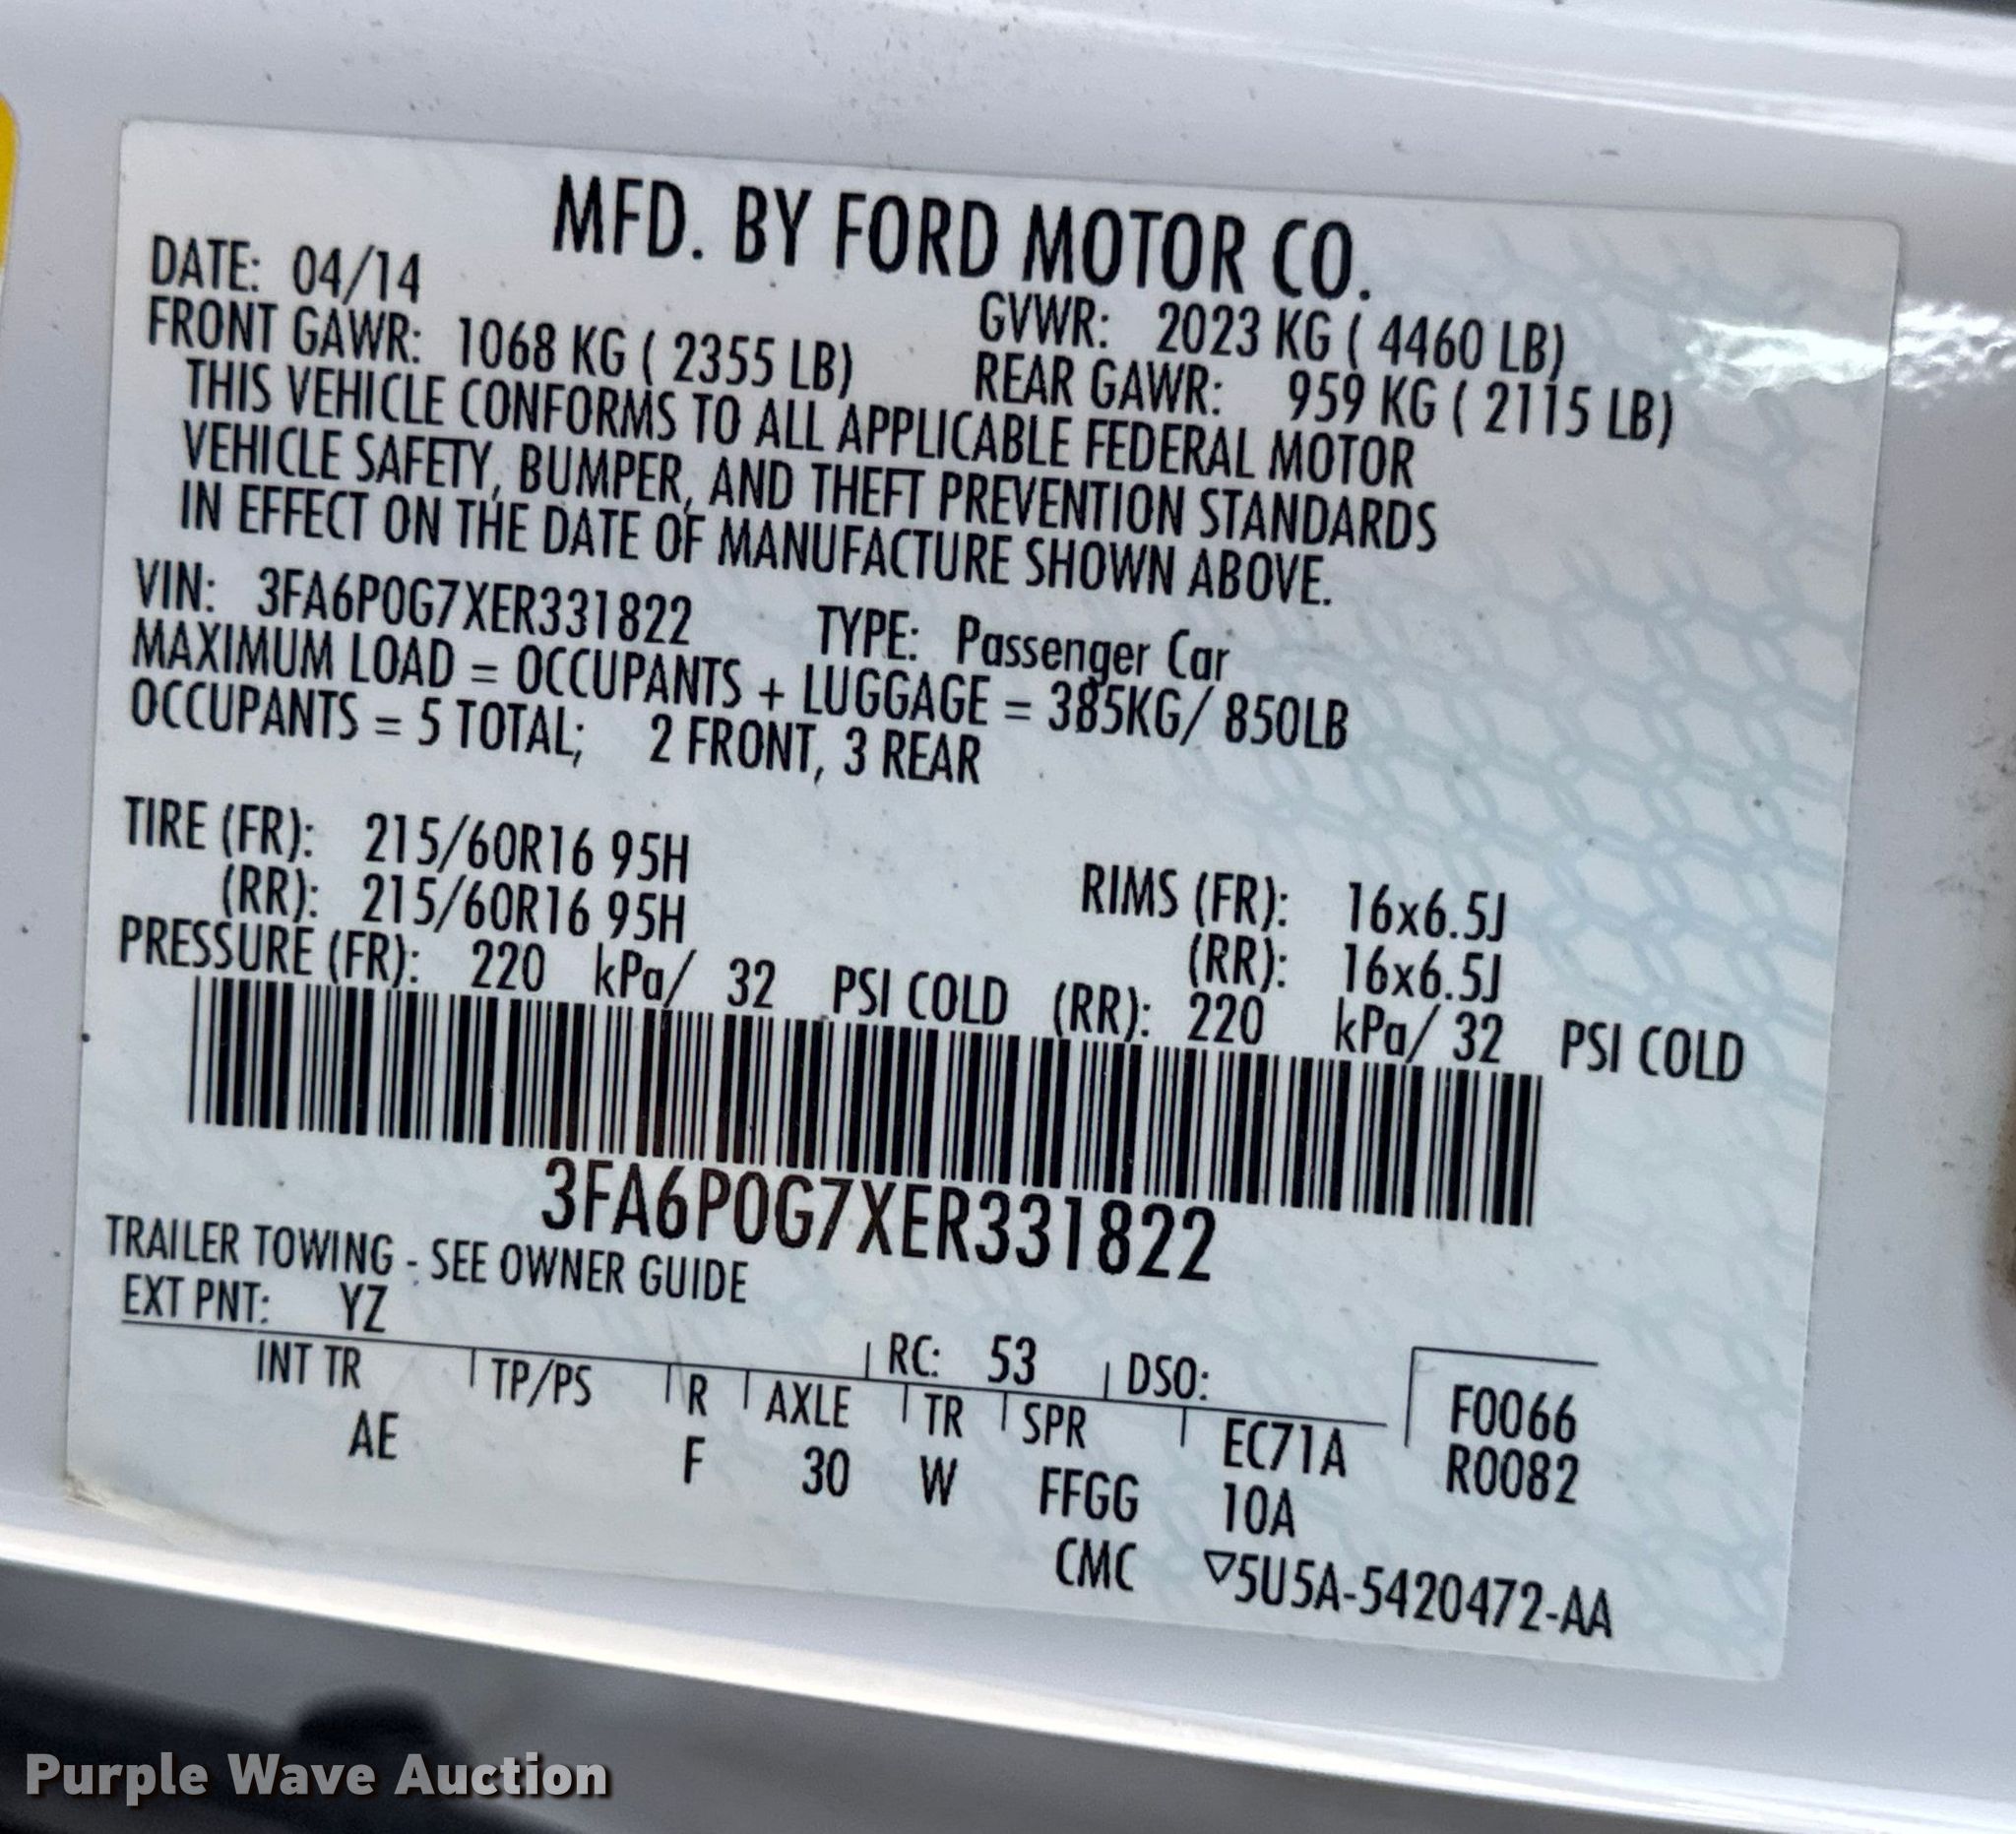 MFD. BY FORD MOTOR CO.
DATE: 04/14
GVWR: 2023 KG ( 4460 LB)
FRONT GAWR: 1068 KG ( 2355 LB)
REAR GAWR: 959 KG ( 2115 LB)
THIS VEHICLE CONFORMS TO ALL APPLICABLE FEDERAL MOTOR
VEHICLE SAFETY, BUMPER, AND THEFT PREVENTION STANDARDS
IN EFFECT ON THE DATE OF MANUFACTURE SHOWN ABOVE.
VIN: 3FA6P0G7XER331822 TYPE: Passenger Car
MAXIMUM LOAD = OCCUPANTS + LUGGAGE = 385KG/ 850LB
OCCUPANTS = 5 TOTAL; 2 FRONT, 3 REAR
TIRE (FR): 215/60R16 95H RIMS (FR): 16x6.5J
(RR): 215/60R16 95H (RR): 16x6.5J
PRESSURE (FR): 220 kPa/ 32 PSI COLD (RR): 220 kPa/ 32 PSI COLD
3FA6P0G7XER331822
TRAILER TOWING - SEE OWNER GUIDE
EXT PNT: YZ RC: 53 DSO:
INT TR TP/PS R AXLE TR SPR EC71A F0066
AE F 30 W FFGG 10A R0082
CMC ▽5U5A-5420472-AA
Purple Wave Auction